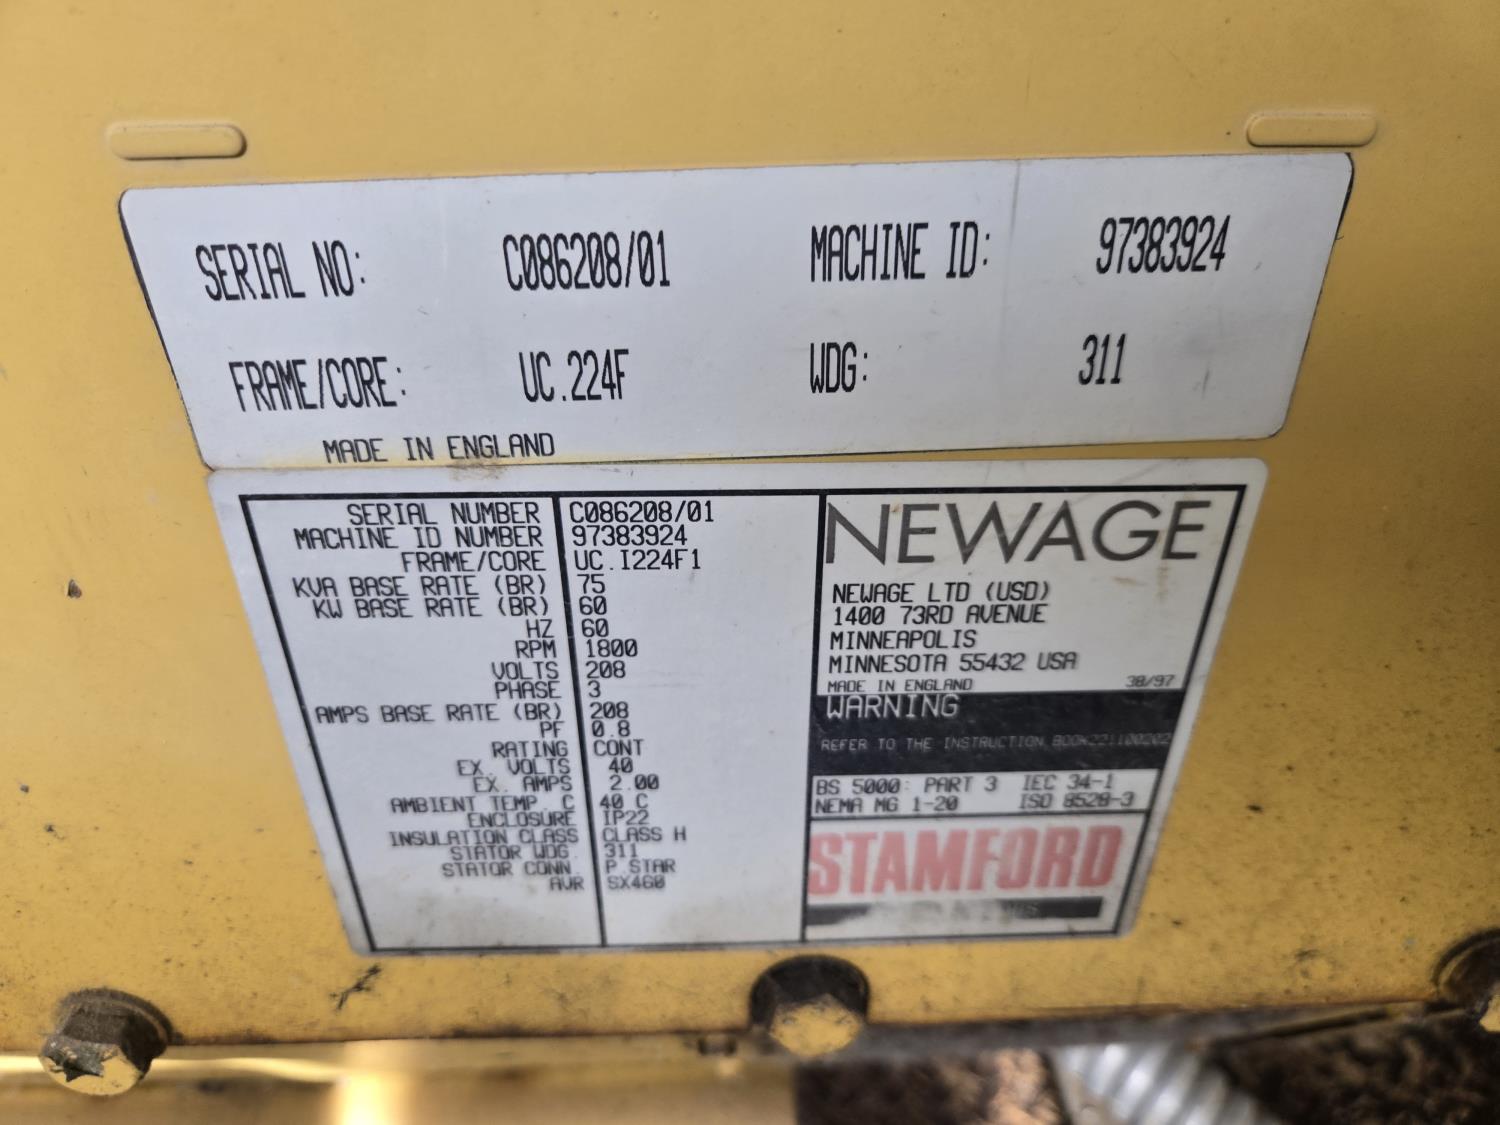 SERIAL NO: C086208/01 MACHINE ID: 97383924
FRAME/CORE: UC.224F WDG: 311
MADE IN ENGLAND
SERIAL NUMBER C086208/01
MACHINE ID NUMBER 97383924
FRAME/CORE UC.I224F1
KVA BASE RATE (BR) 75
KW BASE RATE (BR) 60
HZ 60
RPM 1800
VOLTS 208
PHASE 3
AMPS BASE RATE (BR) 208
PF 0.8
RATING CONT
EX. VOLTS 40
EX. AMPS 2.00
AMBIENT TEMP. C 40 C
ENCLOSURE IP22
INSULATION CLASS CLASS H
STATOR WDG. 311
STATOR CONN. P STAR
AVR SX460
NEWAGE
NEWAGE LTD (USD)
1400 73RD AVENUE
MINNEAPOLIS
MINNESOTA 55432 USA
MADE IN ENGLAND 38/97
WARNING
REFER TO THE INSTRUCTION BOOK221100202
BS 5000: PART 3 IEC 34-1
NEMA MG 1-20 ISO 8528-3
STAMFORD